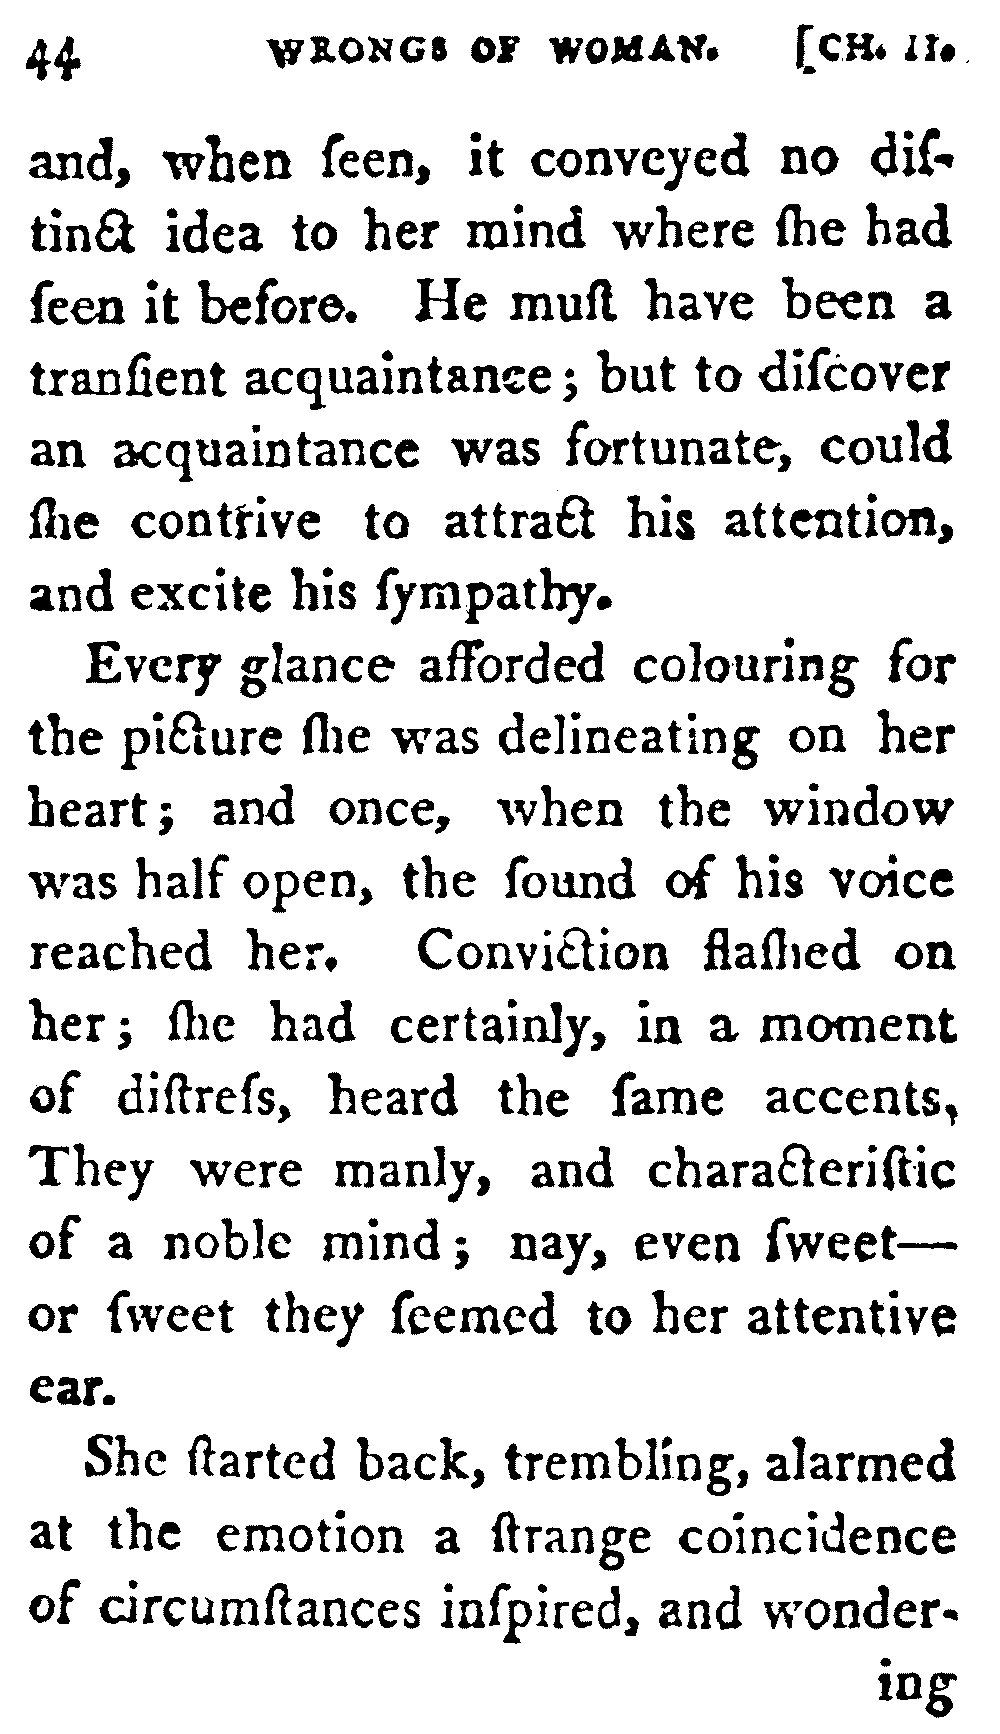 44 WRONGS OF WOMAN. [CH. II.
and, when ſeen, it conveyed no diſ-
tinct idea to her mind where ſhe had
ſeen it before. He muſt have been a
tranſient acquaintance; but to diſcover
an acquaintance was fortunate, could
ſhe contrive to attract his attention,
and excite his ſympathy.
Every glance afforded colouring for
the picture ſhe was delineating on her
heart; and once, when the window
was half open, the ſound of his voice
reached her. Conviction flaſhed on
her; ſhe had certainly, in a moment
of diſtreſs, heard the ſame accents,
They were manly, and characteriſtic
of a noble mind; nay, even ſweet—
or ſweet they ſeemed to her attentive
ear.
She ſtarted back, trembling, alarmed
at the emotion a ſtrange coincidence
of circumſtances inſpired, and wonder-
ing